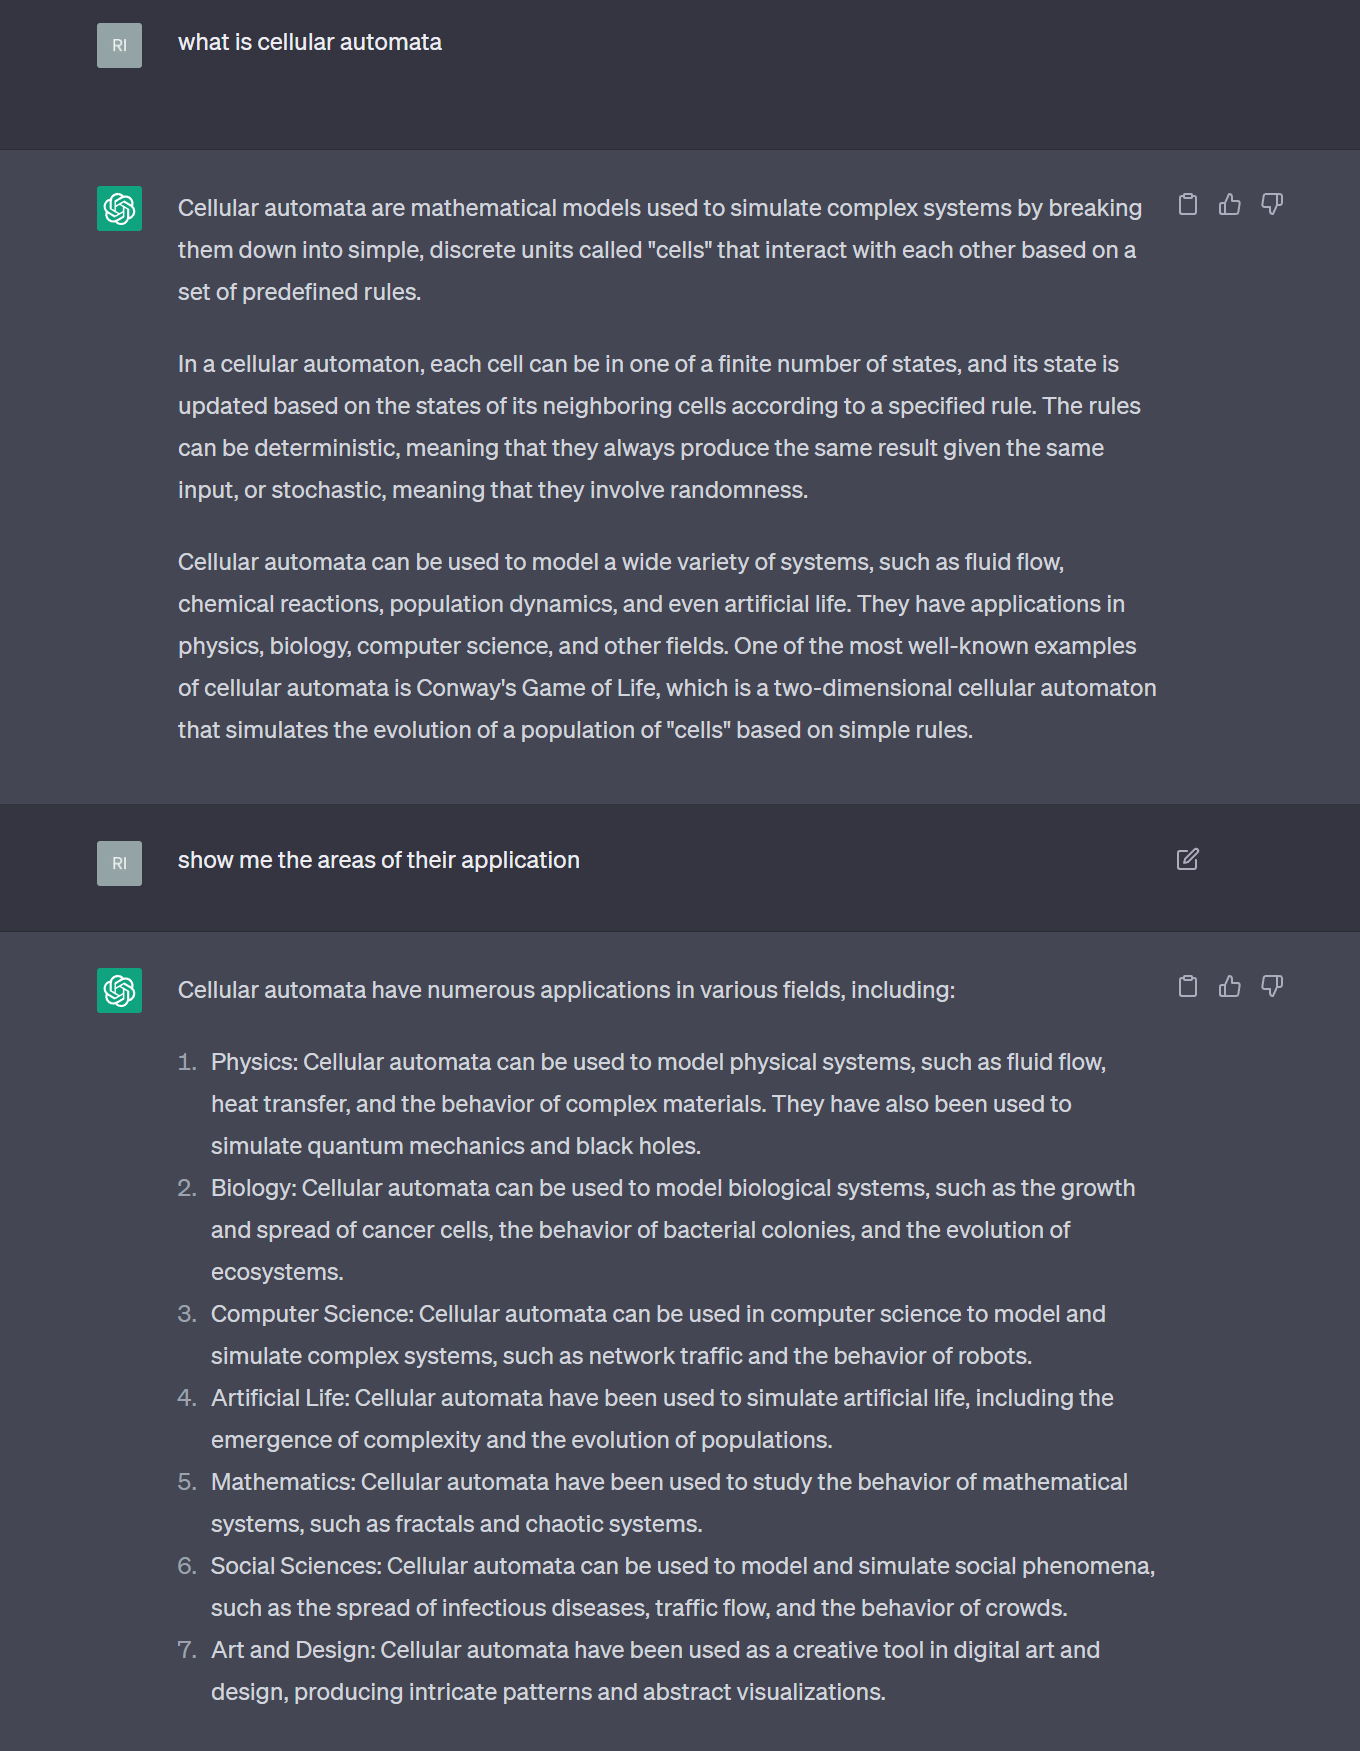 RI
what is cellular automata
Cellular automata are mathematical models used to simulate complex systems by breaking
them down into simple, discrete units called "cells" that interact with each other based on a
set of predefined rules.
In a cellular automaton, each cell can be in one of a finite number of states, and its state is
updated based on the states of its neighboring cells according to a specified rule. The rules
can be deterministic, meaning that they always produce the same result given the same
input, or stochastic, meaning that they involve randomness.
Cellular automata can be used to model a wide variety of systems, such as fluid flow,
chemical reactions, population dynamics, and even artificial life. They have applications in
physics, biology, computer science, and other fields. One of the most well-known examples
of cellular automata is Conway's Game of Life, which is a two-dimensional cellular automaton
that simulates the evolution of a population of "cells" based on simple rules.
RI
show me the areas of their application
Cellular automata have numerous applications in various fields, including:
1. Physics: Cellular automata can be used to model physical systems, such as fluid flow,
heat transfer, and the behavior of complex materials. They have also been used to
simulate quantum mechanics and black holes.
2. Biology: Cellular automata can be used to model biological systems, such as the growth
and spread of cancer cells, the behavior of bacterial colonies, and the evolution of
ecosystems.
3. Computer Science: Cellular automata can be used in computer science to model and
simulate complex systems, such as network traffic and the behavior of robots.
4. Artificial Life: Cellular automata have been used to simulate artificial life, including the
emergence of complexity and the evolution of populations.
5. Mathematics: Cellular automata have been used to study the behavior of mathematical
systems, such as fractals and chaotic systems.
6. Social Sciences: Cellular automata can be used to model and simulate social phenomena,
such as the spread of infectious diseases, traffic flow, and the behavior of crowds.
7. Art and Design: Cellular automata have been used as a creative tool in digital art and
design, producing intricate patterns and abstract visualizations.